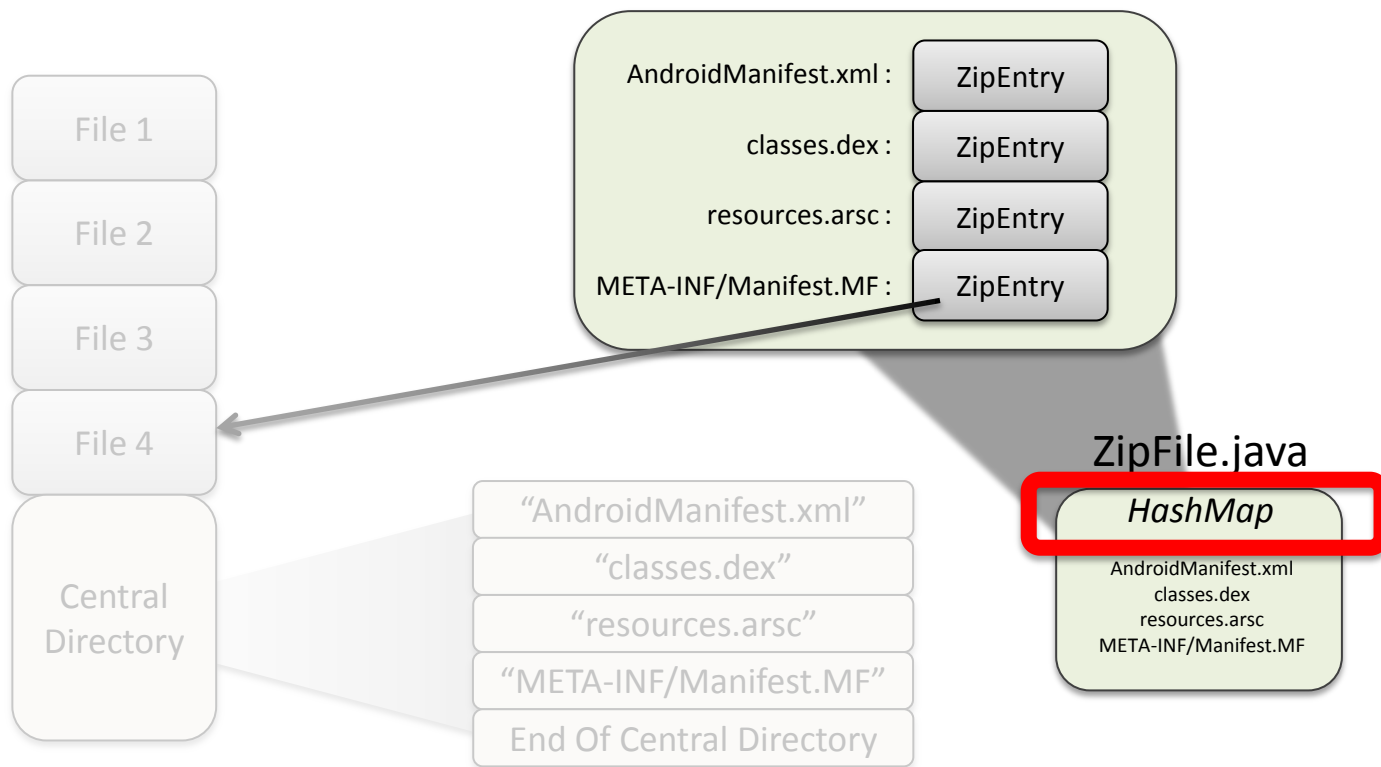 AndroidManifest.xml : ZipEntry
classes.dex : ZipEntry
resources.arsc : ZipEntry
META-INF/Manifest.MF : ZipEntry
File 1
File 2
File 3
File 4
Central
Directory
“AndroidManifest.xml”
“classes.dex”
“resources.arsc”
“META-INF/Manifest.MF”
End Of Central Directory
ZipFile.java
HashMap
AndroidManifest.xml
classes.dex
resources.arsc
META-INF/Manifest.MF